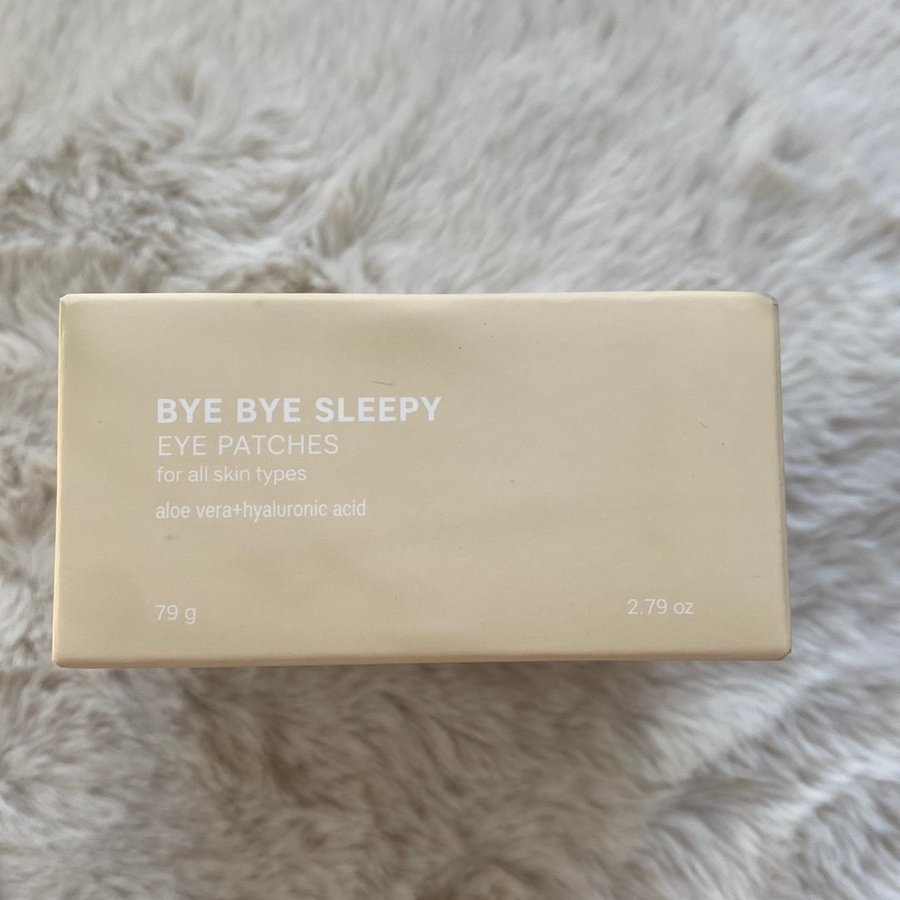 BYE BYE SLEEPY
EYE PATCHES
for all skin types
aloe vera+hyaluronic acid
79 g
2.79 oz